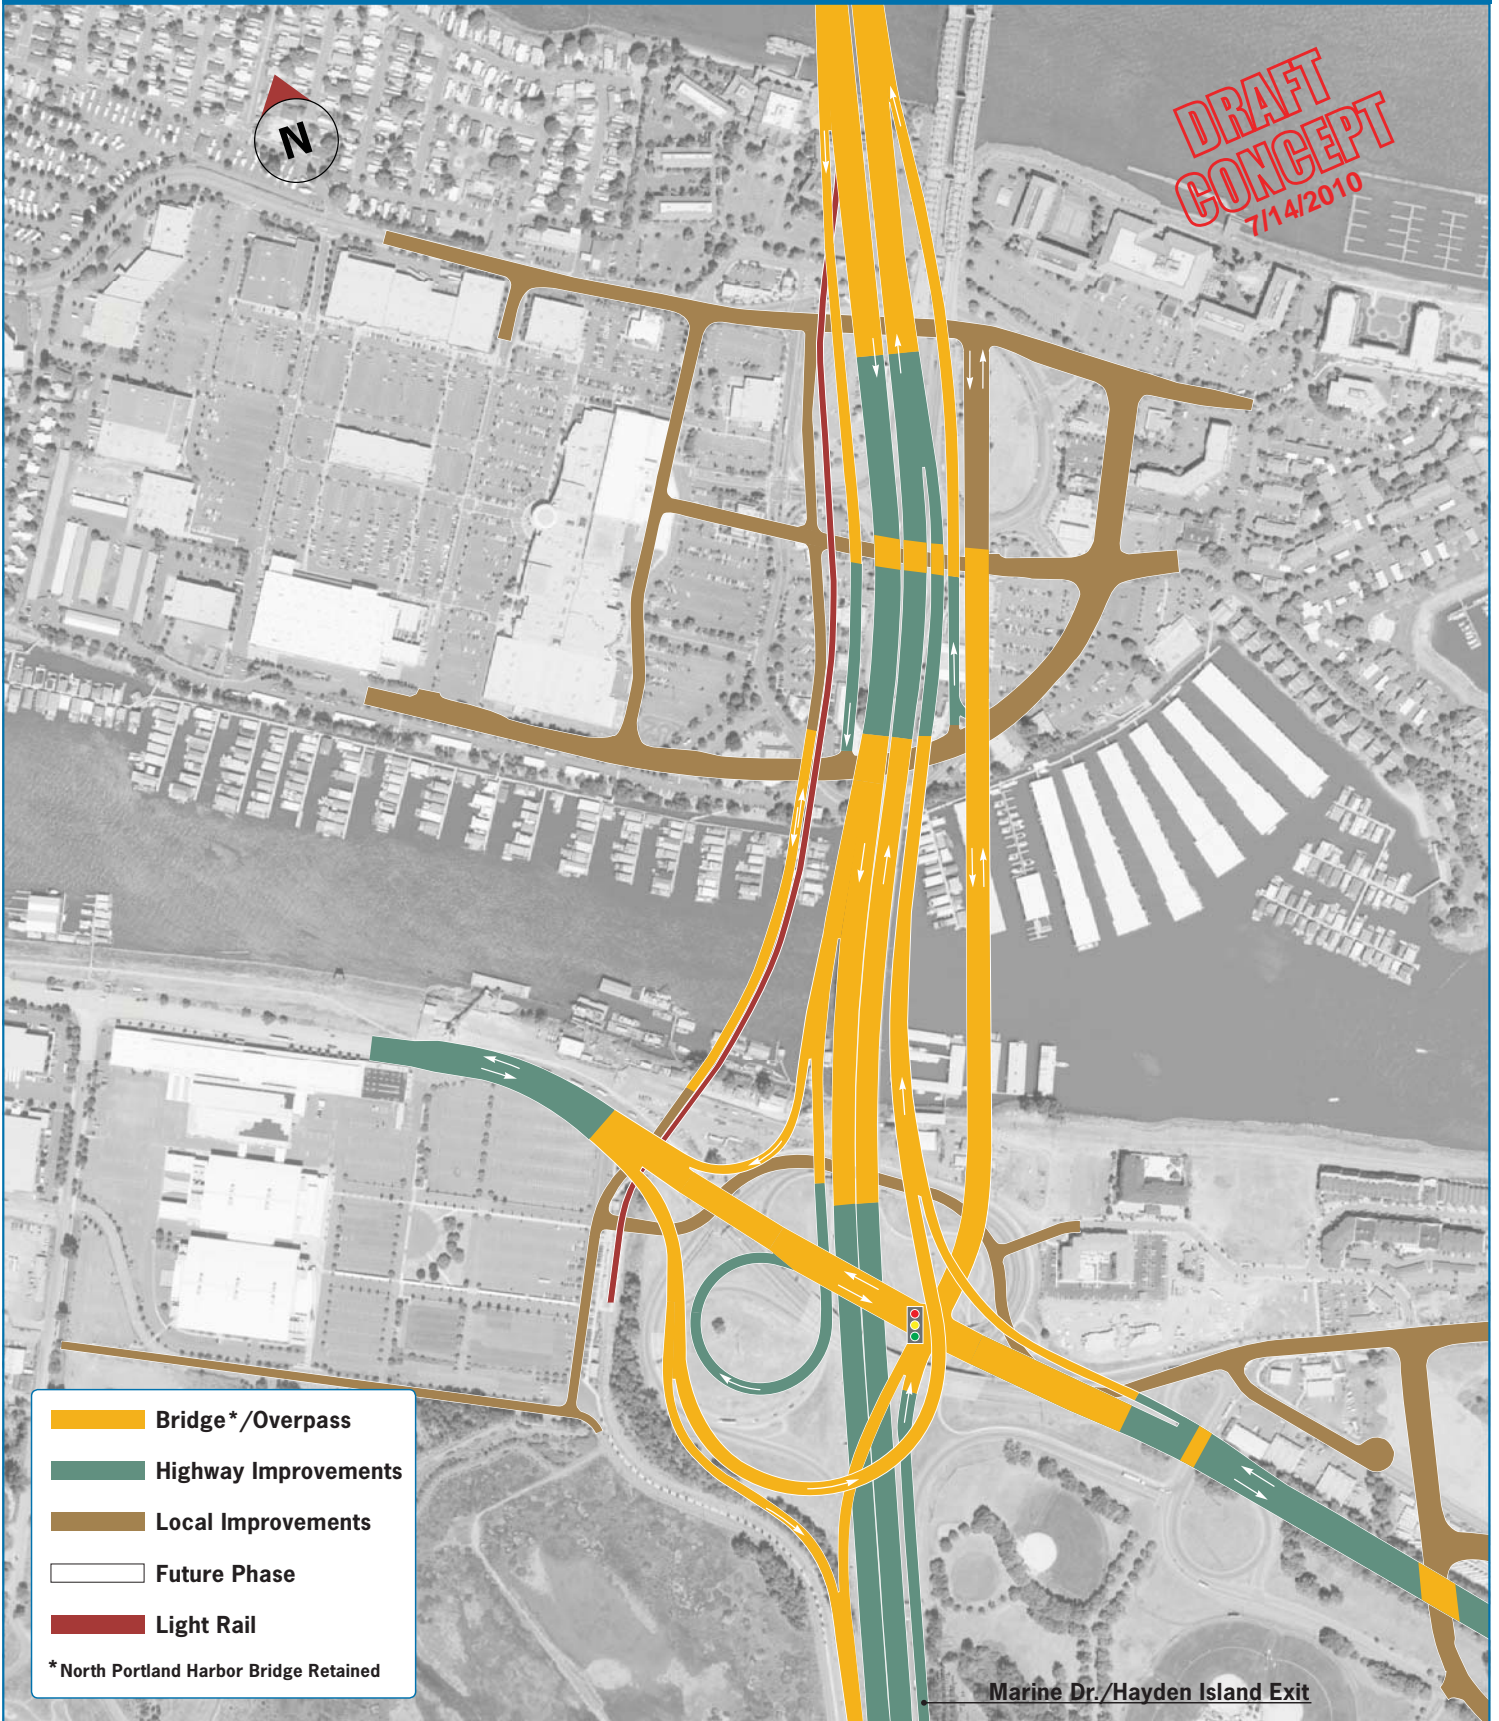 N
DRAFT
CONCEPT
7/14/2010
Bridge*/Overpass
Highway Improvements
Local Improvements
Future Phase
Light Rail
*North Portland Harbor Bridge Retained
Marine Dr./Hayden Island Exit